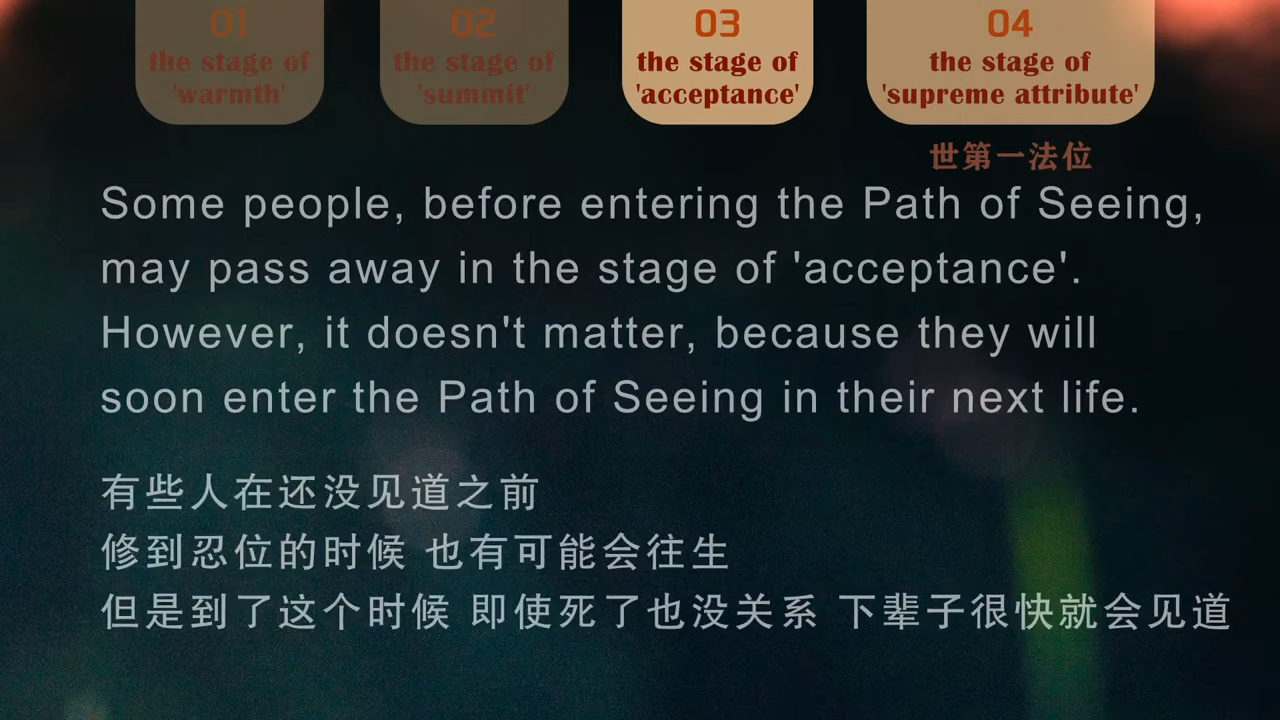 01
the stage of
'warmth'
02
the stage of
'summit'
03
the stage of
'acceptance'
04
the stage of
'supreme attribute'
世第一法位
Some people, before entering the Path of Seeing,
may pass away in the stage of 'acceptance'.
However, it doesn't matter, because they will
soon enter the Path of Seeing in their next life.
有些人在还没见道之前
修到忍位的时候 也有可能会往生
但是到了这个时候 即使死了也没关系 下辈子很快就会见道